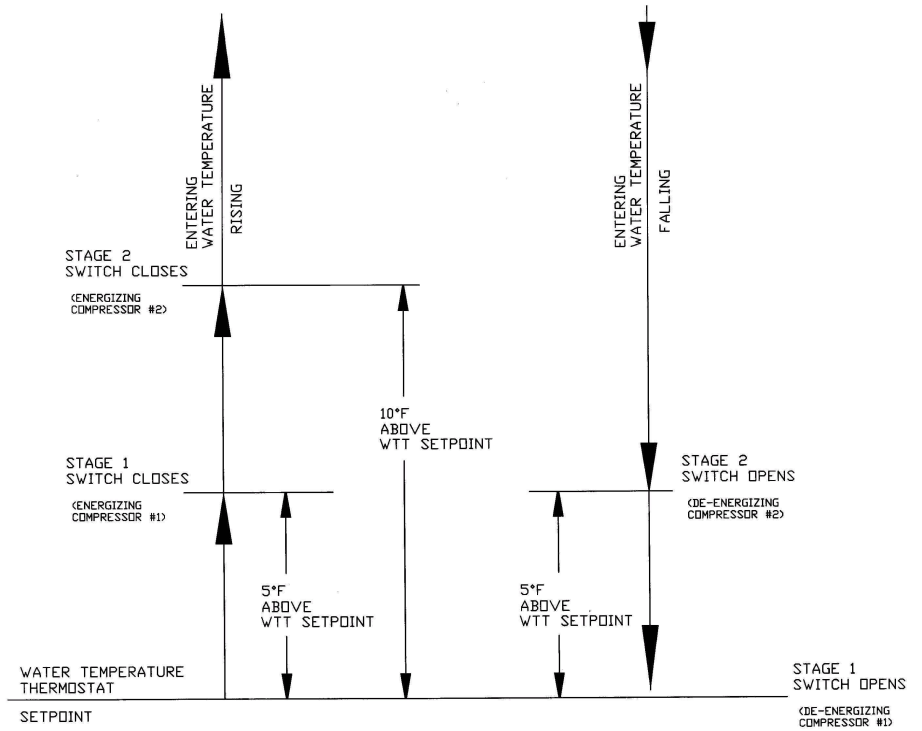 ENTERING
WATER TEMPERATURE
RISING
ENTERING
WATER TEMPERATURE
FALLING
STAGE 2
SWITCH CLOSES
(ENERGIZING
COMPRESSOR #2)
10°F
ABOVE
WTT SETPOINT
STAGE 1
SWITCH CLOSES
(ENERGIZING
COMPRESSOR #1)
STAGE 2
SWITCH OPENS
(DE-ENERGIZING
COMPRESSOR #2)
5°F
ABOVE
WTT SETPOINT
5°F
ABOVE
WTT SETPOINT
WATER TEMPERATURE
THERMOSTAT
SETPOINT
STAGE 1
SWITCH OPENS
(DE-ENERGIZING
COMPRESSOR #1)